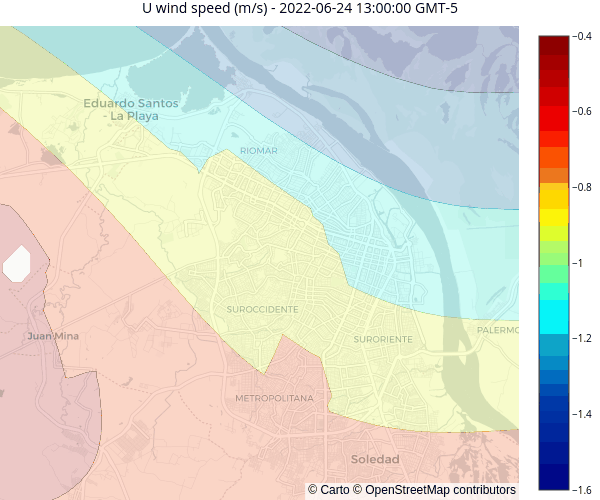 U wind speed (m/s) - 2022-06-24 13:00:00 GMT-5
−0.4
Eduardo Santos
- La Playa
−0.6
RIOMAR
−0.8
−1
SUROCCIDENTE
PALERMO
Juan Mina
SURORIENTE
−1.2
METROPOLITANA
−1.4
Soledad
© Carto © OpenStreetMap contributors
−1.6